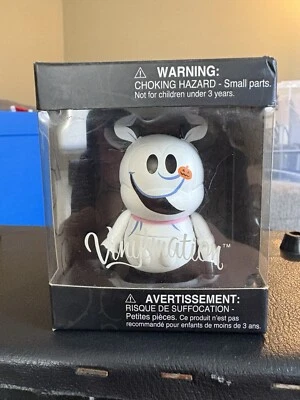 ⚠ WARNING:
CHOKING HAZARD - Small parts.
Not for children under 3 years.
Vinylmation™
⚠ AVERTISSEMENT:
RISQUE DE SUFFOCATION -
Petites pièces. Ce produit n'est pas
recommandé pour enfants de moins de 3 ans.